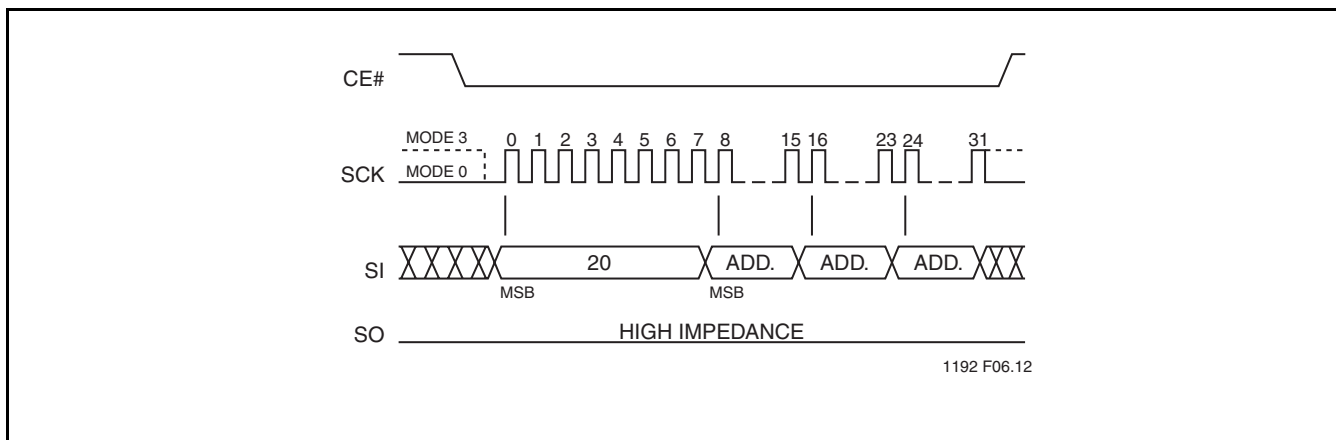 CE#
MODE 3
0 1 2 3 4 5 6 7 8 15 16 23 24 31
SCK
MODE 0
SI
20
ADD.
ADD.
ADD.
MSB
MSB
SO
HIGH IMPEDANCE
1192 F06.12